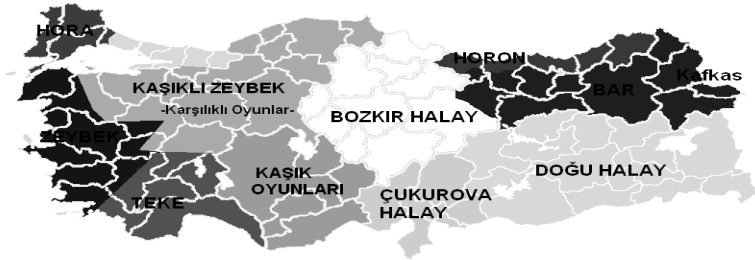 HORA
HORON
Kafkas
KAŞIKLI ZEYBEK
BAR
-Karşılıklı Oyunlar-
BOZKIR HALAY
ZEYBEK
KAŞIK
OYUNLARI
DOĞU HALAY
ÇUKUROVA
HALAY
TEKE